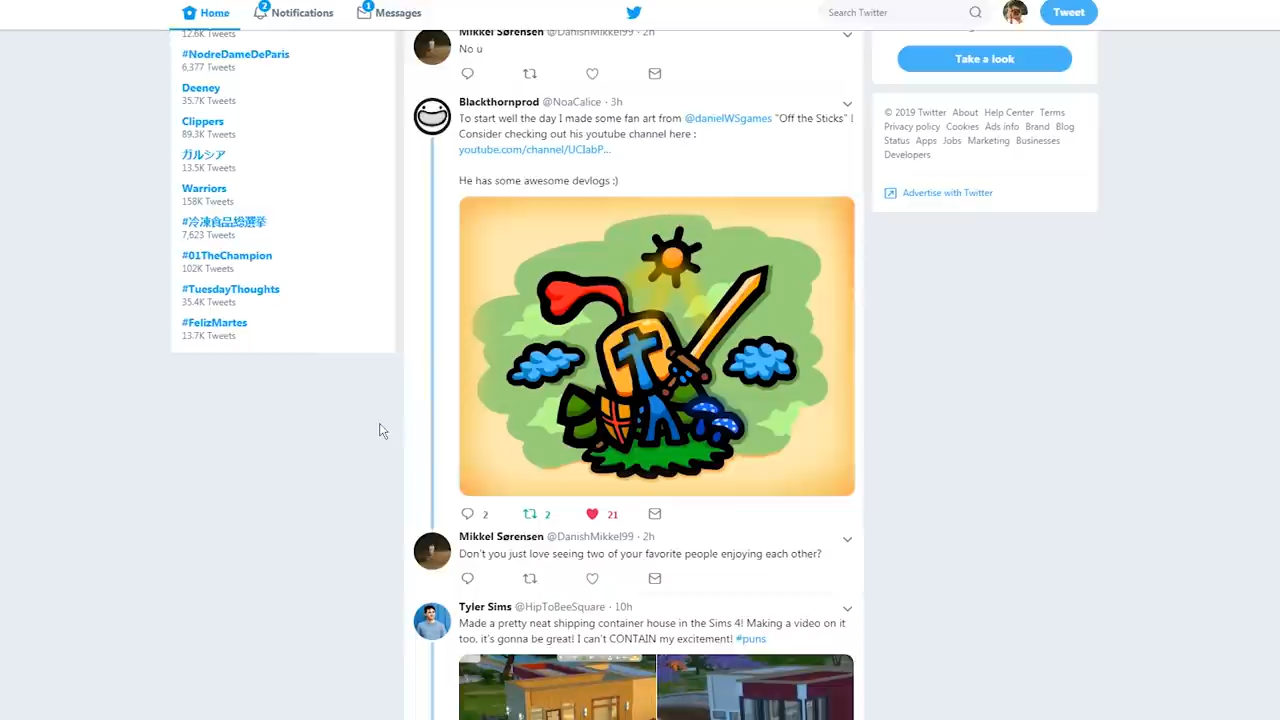 Home
2
Notifications
1
Messages
Search Twitter
Tweet
12.6K Tweets
#NodreDameDeParis
6,377 Tweets
Deeney
35.7K Tweets
Clippers
89.3K Tweets
ガルシア
13.5K Tweets
Warriors
158K Tweets
#冷凍食品総選挙
7,623 Tweets
#01TheChampion
102K Tweets
#TuesdayThoughts
35.4K Tweets
#FelizMartes
13.7K Tweets
Mikkel Sørensen @DanishMikkel99 · 2h
No u
Blackthornprod @NoaCalice · 3h
To start well the day I made some fan art from @danielWSgames "Off the Sticks" !
Consider checking out his youtube channel here :
youtube.com/channel/UCIabP...
He has some awesome devlogs :)
2 2 21
Mikkel Sørensen @DanishMikkel99 · 2h
Don't you just love seeing two of your favorite people enjoying each other?
Tyler Sims @HipToBeeSquare · 10h
Made a pretty neat shipping container house in the Sims 4! Making a video on it
too, it's gonna be great! I can't CONTAIN my excitement! #puns
Take a look
© 2019 Twitter About Help Center Terms
Privacy policy Cookies Ads info Brand Blog
Status Apps Jobs Marketing Businesses
Developers
Advertise with Twitter